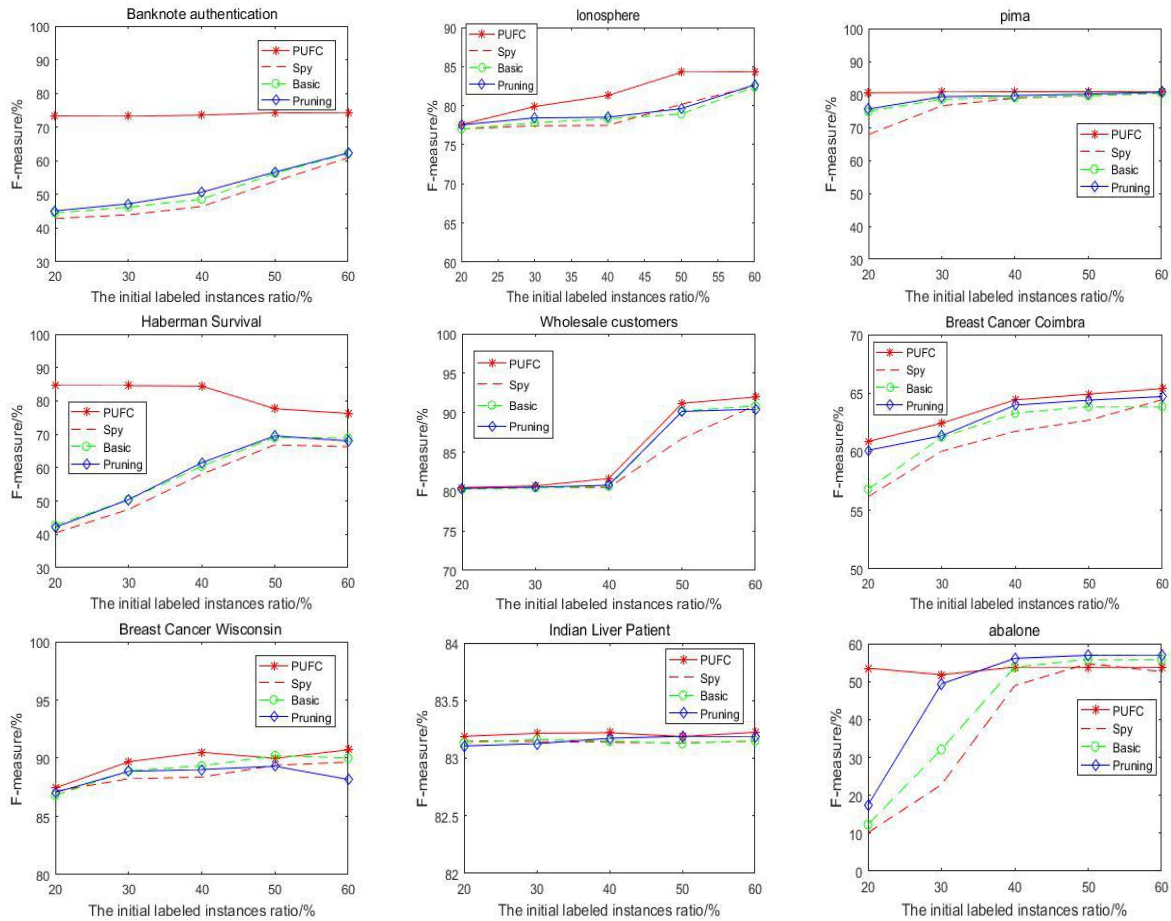 Banknote authentication
100
90
80
70
60
50
40
30
20
30
40
50
60
F-measure/%
The initial labeled instances ratio/%
PUFC
Spy
Basic
Pruning
Ionosphere
90
85
80
75
70
65
60
20
25
30
35
40
45
50
55
60
F-measure/%
The initial labeled instances ratio/%
PUFC
Spy
Basic
Pruning
pima
100
90
80
70
60
50
40
30
20
30
40
50
60
F-measure/%
The initial labeled instances ratio/%
PUFC
Spy
Basic
Pruning
Haberman Survival
100
90
80
70
60
50
40
30
20
30
40
50
60
F-measure/%
The initial labeled instances ratio/%
PUFC
Spy
Basic
Pruning
Wholesale customers
100
95
90
85
80
75
70
20
30
40
50
60
F-measure/%
The initial labeled instances ratio/%
PUFC
Spy
Basic
Pruning
Breast Cancer Coimbra
70
65
60
55
50
20
30
40
50
60
F-measure/%
The initial labeled instances ratio/%
PUFC
Spy
Basic
Pruning
Breast Cancer Wisconsin
100
95
90
85
80
20
30
40
50
60
F-measure/%
The initial labeled instances ratio/%
PUFC
Spy
Basic
Pruning
Indian Liver Patient
84
83.5
83
82.5
82
20
30
40
50
60
F-measure/%
The initial labeled instances ratio/%
PUFC
Spy
Basic
Pruning
abalone
60
50
40
30
20
10
0
20
30
40
50
60
F-measure/%
The initial labeled instances ratio/%
PUFC
Spy
Basic
Pruning